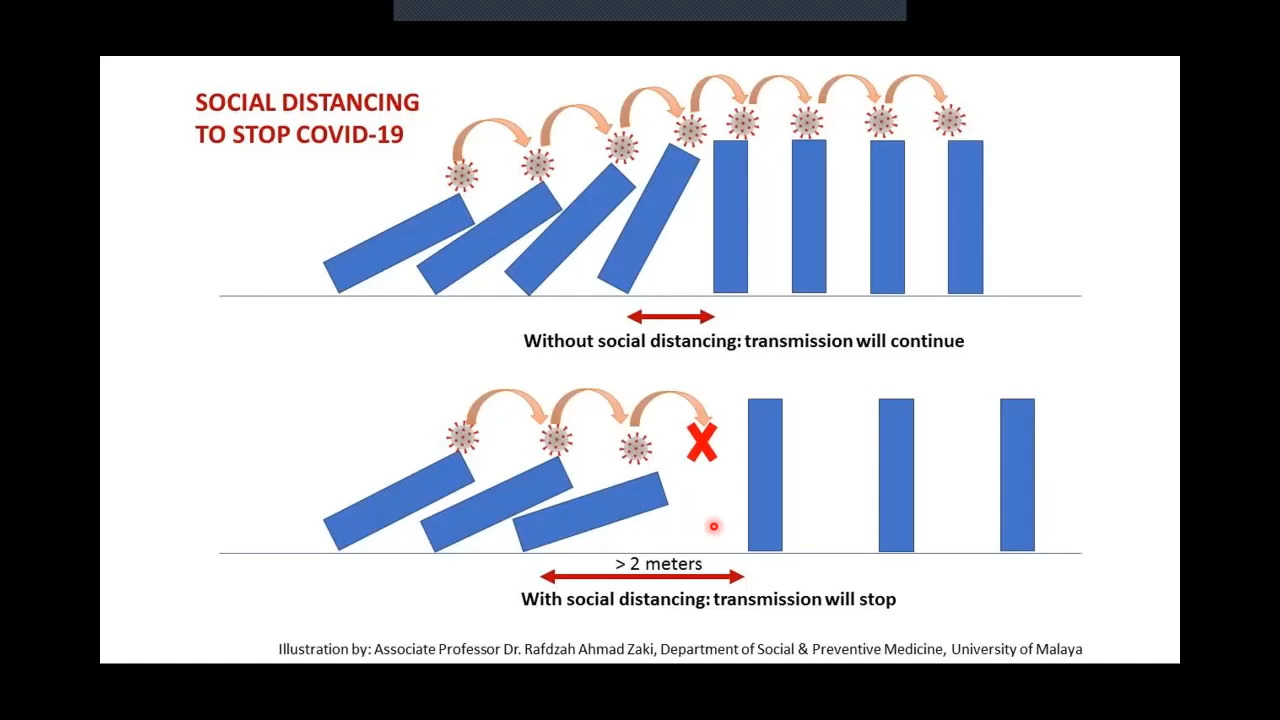 SOCIAL DISTANCING
TO STOP COVID-19
Without social distancing: transmission will continue
> 2 meters
With social distancing: transmission will stop
Illustration by: Associate Professor Dr. Rafdzah Ahmad Zaki, Department of Social & Preventive Medicine, University of Malaya